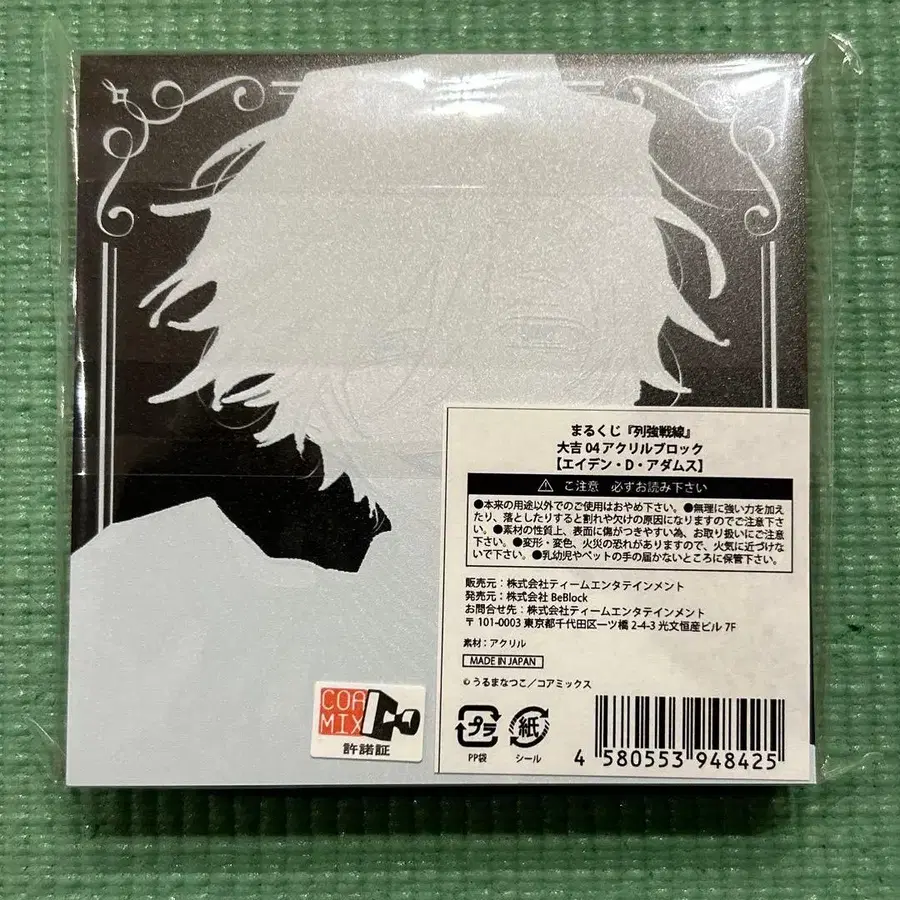 まるくじ『列強戦線』
大吉 04アクリルブロック
【エイデン・D・アダムス】
⚠ ご注意 必ずお読み下さい
●本来の用途以外でのご使用はおやめ下さい。●無理に強い力を加え
たり、落としたりすると割れや欠けの原因になりますのでご注意下
さい。●素材の性質上、表面に傷がつきやすい為、お取り扱いにご注意
下さい。●変形・変色、火災の恐れがありますので、火気に近づけな
いで下さい。●乳幼児やペットの手の届かないところに保管下さい。
販売元：株式会社ティームエンタテインメント
発売元：株式会社 BeBlock
お問合せ先：株式会社ティームエンタテインメント
〒101-0003 東京都千代田区一ツ橋 2-4-3 光文恒産ビル 7F
素材：アクリル
MADE IN JAPAN
© うるまなつこ／コアミックス
COA
MIX
許諾証
プラ
PP袋
紙
シール
4 580553 948425